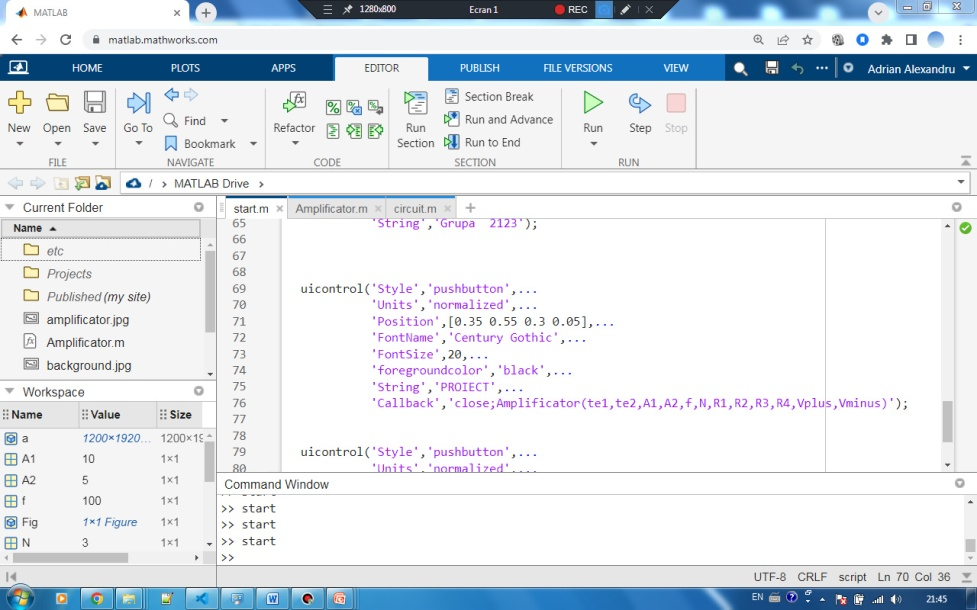 MATLAB
1280x800
Ecran 1
REC
matlab.mathworks.com
HOME
PLOTS
APPS
EDITOR
PUBLISH
FILE VERSIONS
VIEW
Adrian Alexandru
New
Open
Save
FILE
Go To
Find
Bookmark
NAVIGATE
Refactor
CODE
Run
Section
Section Break
Run and Advance
Run to End
SECTION
Run
Step
Stop
RUN
/ > MATLAB Drive >
Current Folder
Name
etc
Projects
Published (my site)
amplificator.jpg
Amplificator.m
background.jpg
Workspace
Name Value Size
a 1200×1920... 1200×19
A1 10 1×1
A2 5 1×1
f 100 1×1
Fig 1×1 Figure 1×1
N 3 1×1
start.m
Amplificator.m
circuit.m
65 'String','Grupa 2123');
66
67
68
69 uicontrol('Style','pushbutton',...
70 'Units','normalized',...
71 'Position',[0.35 0.55 0.3 0.05],...
72 'FontName','Century Gothic',...
73 'FontSize',20,...
74 'foregroundcolor','black',...
75 'String','PROIECT',...
76 'Callback','close;Amplificator(te1,te2,A1,A2,f,N,R1,R2,R3,R4,Vplus,Vminus)');
77
78
79 uicontrol('Style','pushbutton',...
80 'Units','normalized',...
Command Window
>> start
>> start
>> start
>> start
>>
UTF-8 CRLF script Ln 70 Col 36
EN
21:45